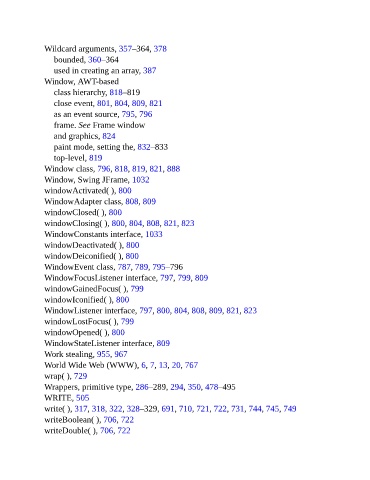 Wildcard arguments, 357–364, 378
bounded, 360–364
used in creating an array, 387
Window, AWT-based
class hierarchy, 818–819
close event, 801, 804, 809, 821
as an event source, 795, 796
frame. See Frame window
and graphics, 824
paint mode, setting the, 832–833
top-level, 819
Window class, 796, 818, 819, 821, 888
Window, Swing JFrame, 1032
windowActivated( ), 800
WindowAdapter class, 808, 809
windowClosed( ), 800
windowClosing( ), 800, 804, 808, 821, 823
WindowConstants interface, 1033
windowDeactivated( ), 800
windowDeiconified( ), 800
WindowEvent class, 787, 789, 795–796
WindowFocusListener interface, 797, 799, 809
windowGainedFocus( ), 799
windowIconified( ), 800
WindowListener interface, 797, 800, 804, 808, 809, 821, 823
windowLostFocus( ), 799
windowOpened( ), 800
WindowStateListener interface, 809
Work stealing, 955, 967
World Wide Web (WWW), 6, 7, 13, 20, 767
wrap( ), 729
Wrappers, primitive type, 286–289, 294, 350, 478–495
WRITE, 505
write( ), 317, 318, 322, 328–329, 691, 710, 721, 722, 731, 744, 745, 749
writeBoolean( ), 706, 722
writeDouble( ), 706, 722